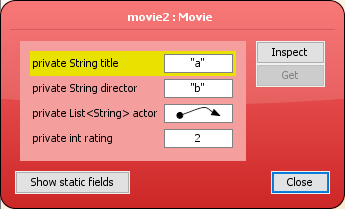 movie2 : Movie
private String title "a"
Inspect
private String director "b"
Get
private List<String> actor
private int rating 2
Show static fields
Close